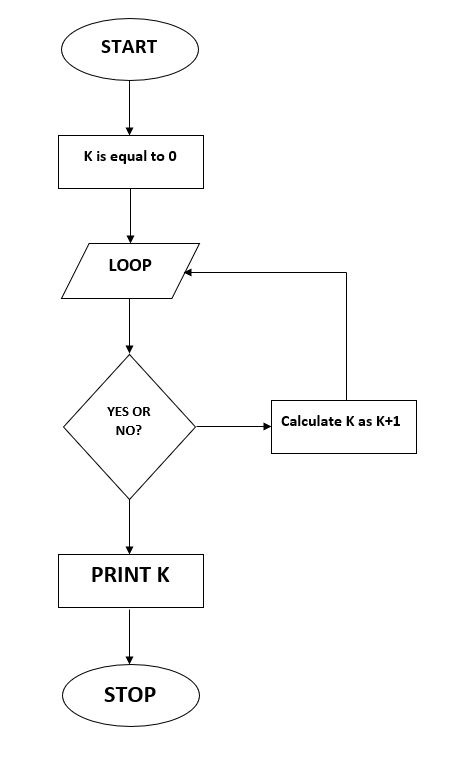 START
K is equal to 0
LOOP
YES OR
NO?
Calculate K as K+1
PRINT K
STOP